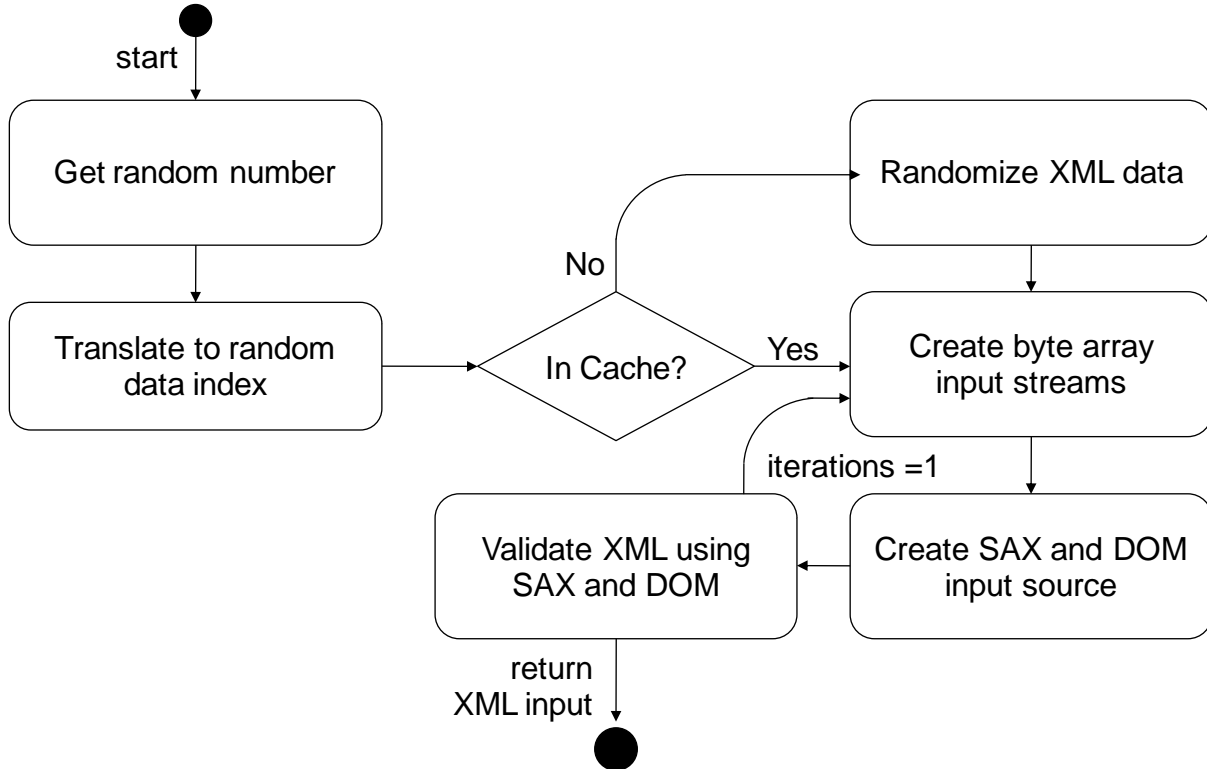 start
Get random number
Translate to random
data index
In Cache?
No
Yes
Randomize XML data
Create byte array
input streams
iterations =1
Create SAX and DOM
input source
Validate XML using
SAX and DOM
return
XML input